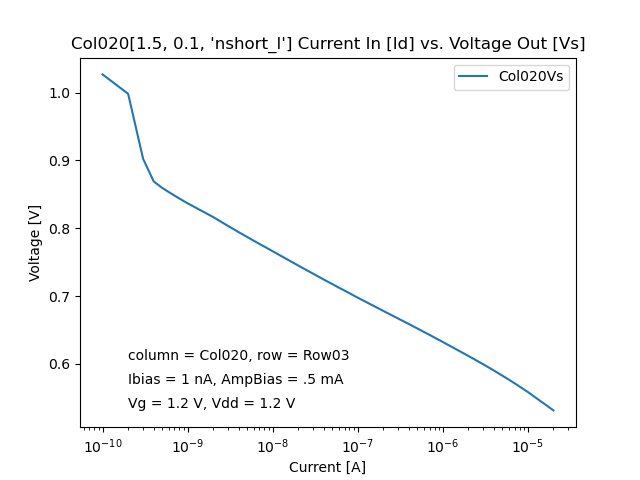 Col020[1.5, 0.1, 'nshort_l'] Current In [Id] vs. Voltage Out [Vs]
Col020Vs
1.0
0.9
0.8
0.7
0.6
Voltage [V]
column = Col020, row = Row03
Ibias = 1 nA, AmpBias = .5 mA
Vg = 1.2 V, Vdd = 1.2 V
10⁻¹⁰ 10⁻⁹ 10⁻⁸ 10⁻⁷ 10⁻⁶ 10⁻⁵
Current [A]